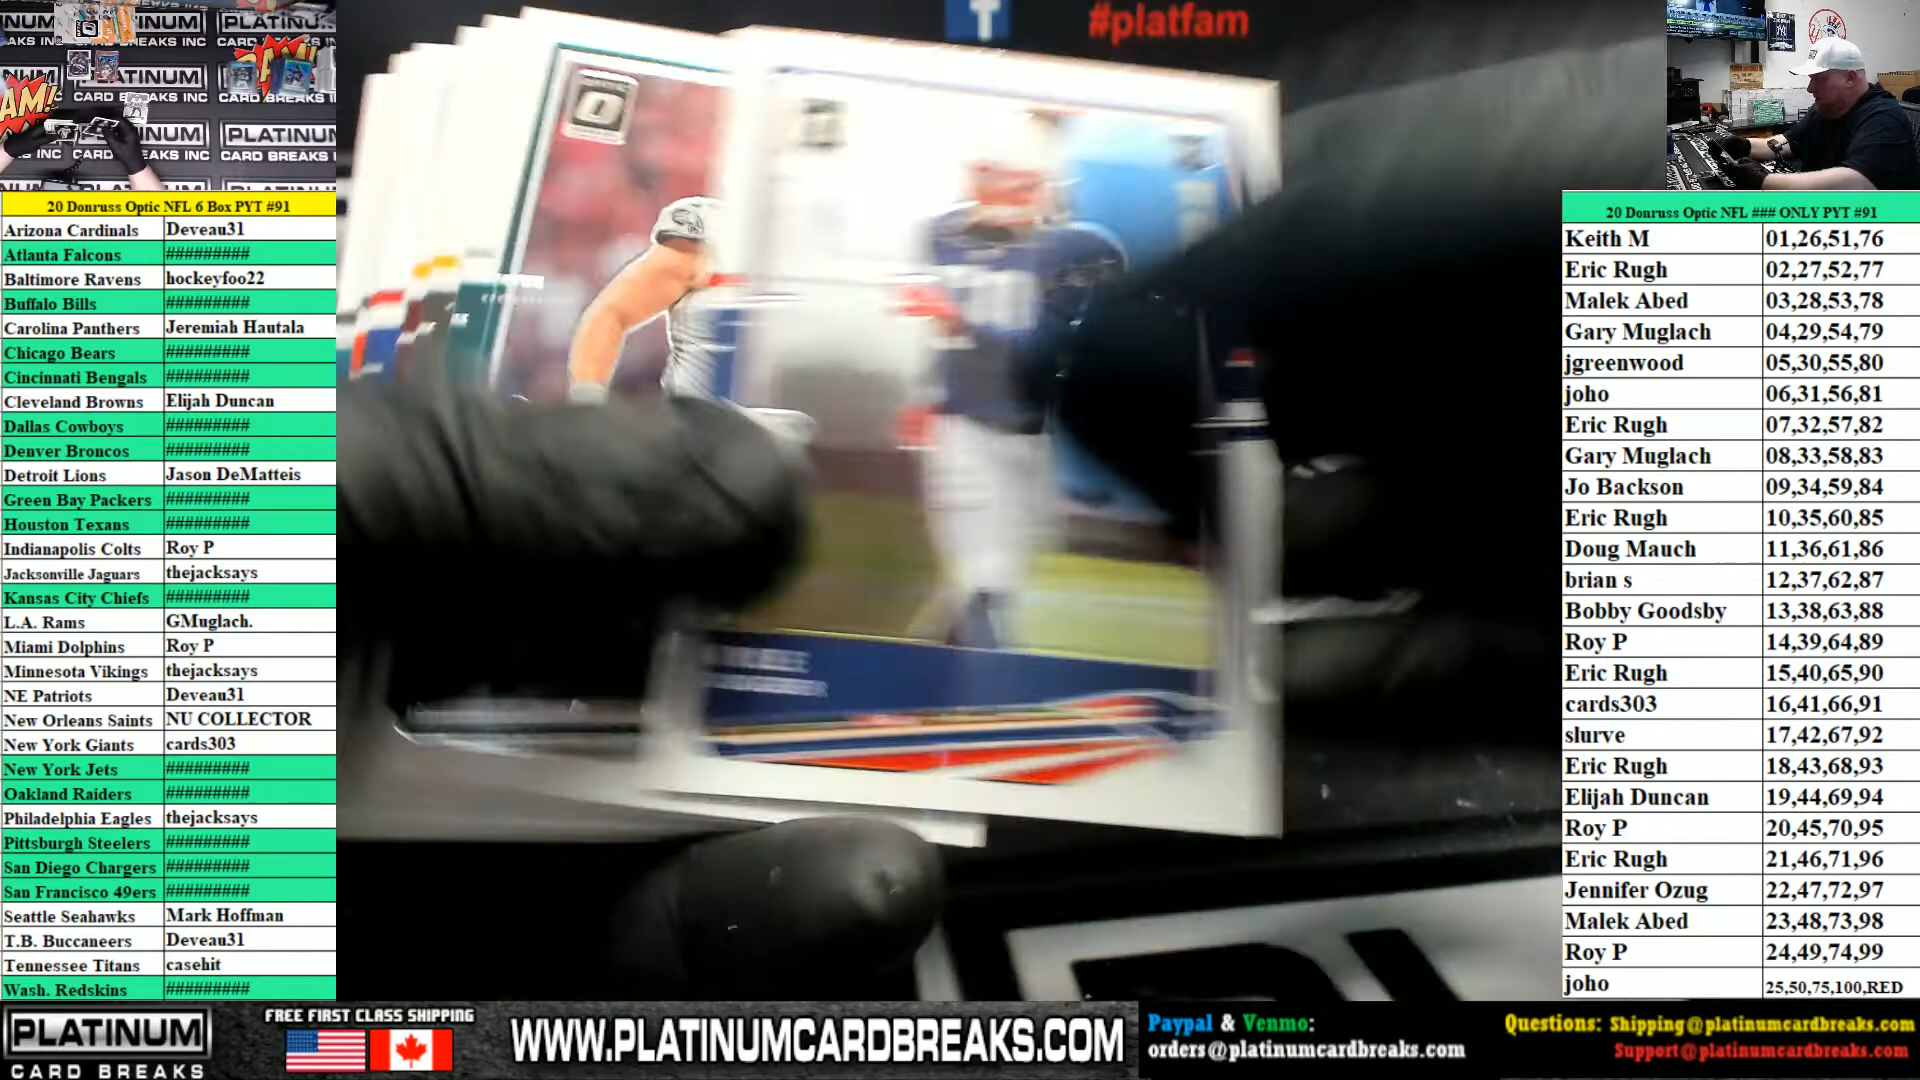 20 Donruss Optic NFL 6 Box PYT #91
Arizona Cardinals Deveau31
Atlanta Falcons #########
Baltimore Ravens hockeyfoo22
Buffalo Bills #########
Carolina Panthers Jeremiah Hautala
Chicago Bears #########
Cincinnati Bengals #########
Cleveland Browns Elijah Duncan
Dallas Cowboys #########
Denver Broncos #########
Detroit Lions Jason DeMatteis
Green Bay Packers #########
Houston Texans #########
Indianapolis Colts Roy P
Jacksonville Jaguars thejacksays
Kansas City Chiefs #########
L.A. Rams GMuglach.
Miami Dolphins Roy P
Minnesota Vikings thejacksays
NE Patriots Deveau31
New Orleans Saints NU COLLECTOR
New York Giants cards303
New York Jets #########
Oakland Raiders #########
Philadelphia Eagles thejacksays
Pittsburgh Steelers #########
San Diego Chargers #########
San Francisco 49ers #########
Seattle Seahawks Mark Hoffman
T.B. Buccaneers Deveau31
Tennessee Titans casehit
Wash. Redskins #########
#platfam
20 Donruss Optic NFL ### ONLY PYT #91
Keith M 01,26,51,76
Eric Rugh 02,27,52,77
Malek Abed 03,28,53,78
Gary Muglach 04,29,54,79
jgreenwood 05,30,55,80
joho 06,31,56,81
Eric Rugh 07,32,57,82
Gary Muglach 08,33,58,83
Jo Backson 09,34,59,84
Eric Rugh 10,35,60,85
Doug Mauch 11,36,61,86
brian s 12,37,62,87
Bobby Goodsby 13,38,63,88
Roy P 14,39,64,89
Eric Rugh 15,40,65,90
cards303 16,41,66,91
slurve 17,42,67,92
Eric Rugh 18,43,68,93
Elijah Duncan 19,44,69,94
Roy P 20,45,70,95
Eric Rugh 21,46,71,96
Jennifer Ozug 22,47,72,97
Malek Abed 23,48,73,98
Roy P 24,49,74,99
joho 25,50,75,100,RED
PLATINUM
CARD BREAKS
FREE FIRST CLASS SHIPPING
WWW.PLATINUMCARDBREAKS.COM
Paypal & Venmo:
orders@platinumcardbreaks.com
Questions: Shipping@platinumcardbreaks.com
Support@platinumcardbreaks.com
PLATINUM
CARD BREAKS INC